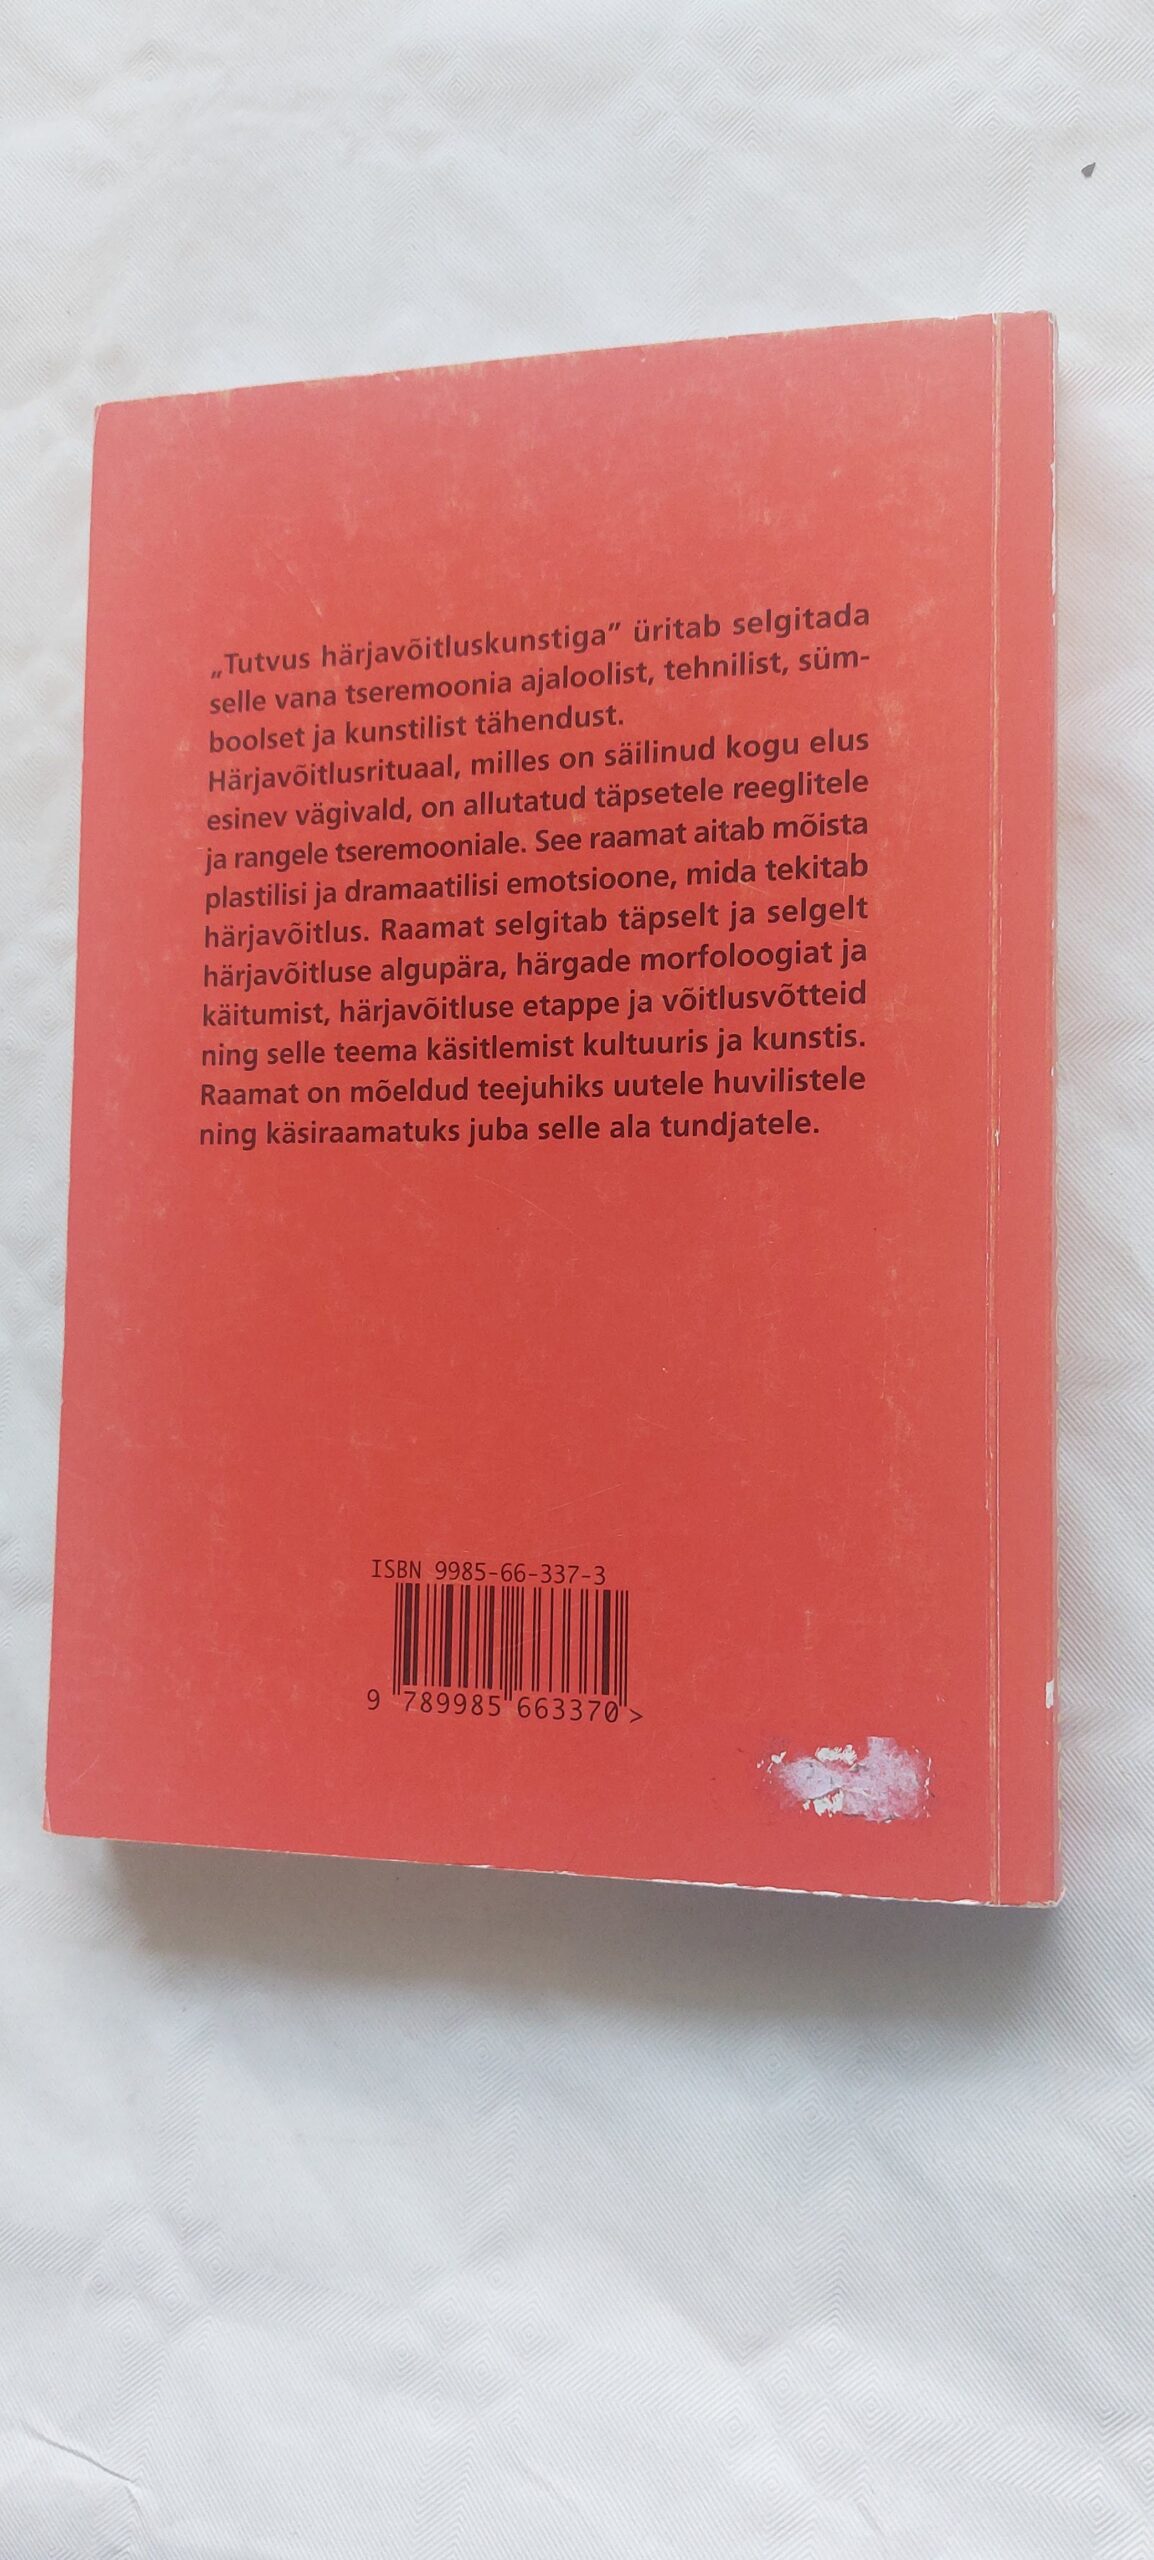 „Tutvus härjavõitluskunstiga” üritab selgitada
selle vana tseremoonia ajaloolist, tehnilist, süm-
boolset ja kunstilist tähendust.
Härjavõitlusrituaal, milles on säilinud kogu elus
esinev vägivald, on allutatud täpsetele reeglitele
ja rangele tseremooniale. See raamat aitab mõista
plastilisi ja dramaatilisi emotsioone, mida tekitab
härjavõitlus. Raamat selgitab täpselt ja selgelt
härjavõitluse algupära, härgade morfoloogiat ja
käitumist, härjavõitluse etappe ja võitlusvõtteid
ning selle teema käsitlemist kultuuris ja kunstis.
Raamat on mõeldud teejuhiks uutele huvilistele
ning käsiraamatuks juba selle ala tundjatele.
ISBN 9985-66-337-3
9 789985 663370 >